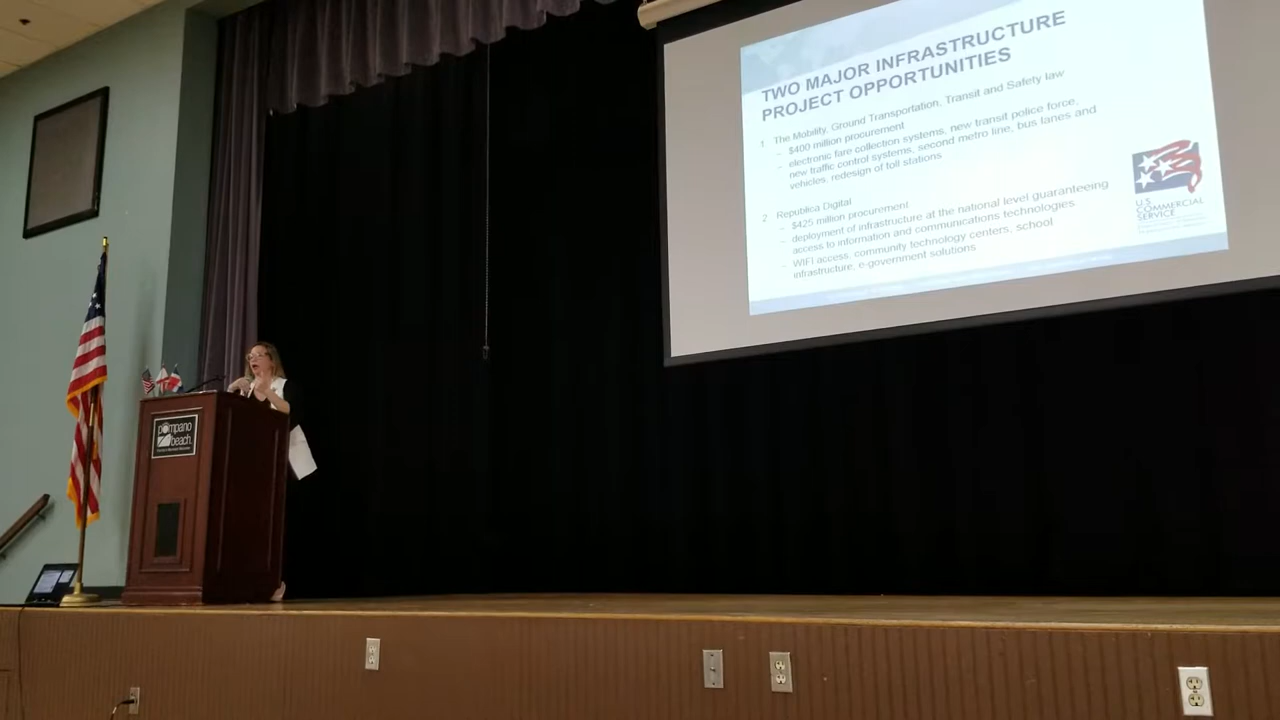 TWO MAJOR INFRASTRUCTURE
PROJECT OPPORTUNITIES
1. The Mobility, Ground Transportation, Transit and Safety law
– $400 million procurement
– electronic fare collection systems, new transit police force,
new traffic control systems, second metro line, bus lanes and
vehicles, redesign of toll stations
2. Republica Digital
– $425 million procurement
– deployment of infrastructure at the national level guaranteeing
access to information and communications technologies.
– WIFI access, community technology centers, school
infrastructure, e-government solutions
U.S.
COMMERCIAL
SERVICE
pompano
beach.